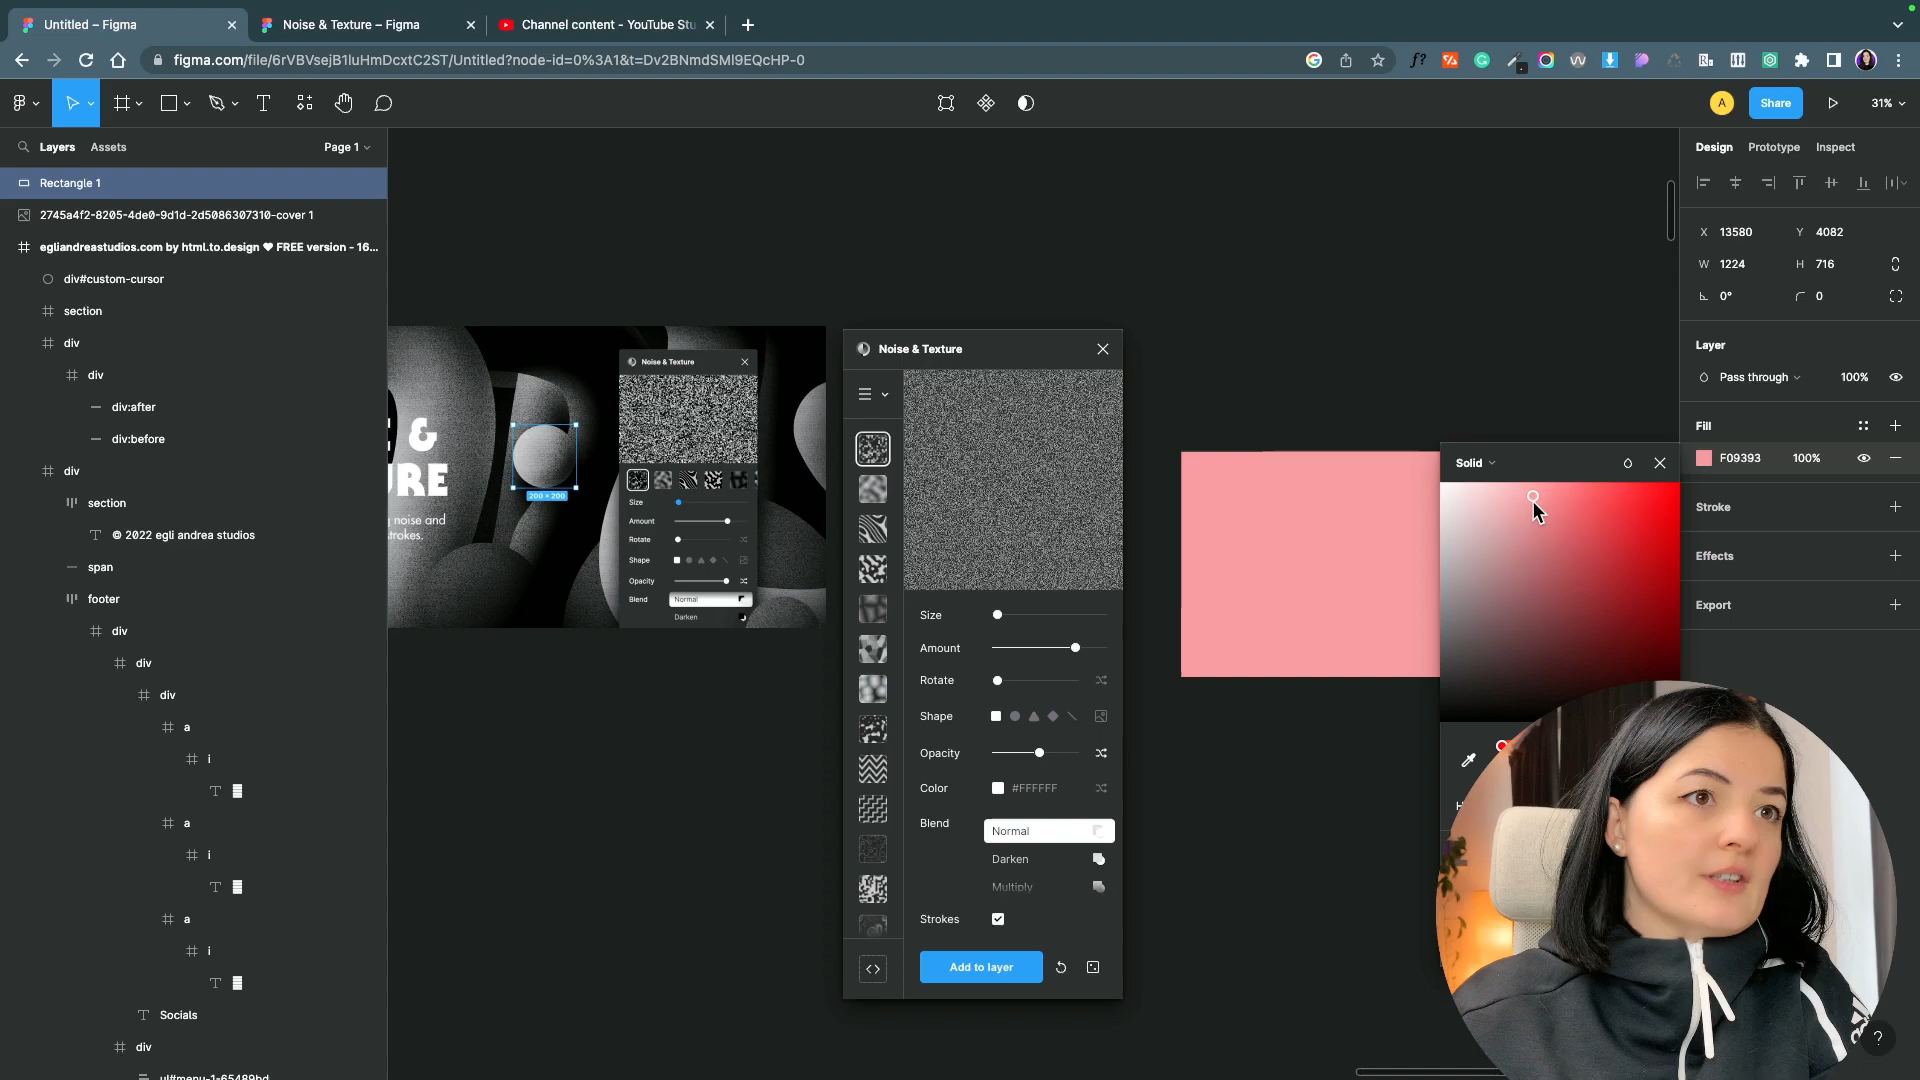 Untitled – Figma
Noise & Texture – Figma
Channel content - YouTube Stu
figma.com/file/6rVBVsejB1luHmDcxtC2ST/Untitled?node-id=0%3A1&t=Dv2BNmdSMl9EQcHP-0
A
Share
31%
Layers
Assets
Page 1
Design
Prototype
Inspect
Rectangle 1
2745a4f2-8205-4de0-9d1d-2d5086307310-cover 1
egliandreastudios.com by html.to.design ❤ FREE version - 16...
div#custom-cursor
section
div
div
div:after
div:before
div
section
© 2022 egli andrea studios
span
footer
div
div
div
a
i
a
i
a
i
Socials
div
ul#menu-1-65489bd
&
URE
g noise and
strokes.
200 × 200
Noise & Texture
Size
Amount
Rotate
Shape
Opacity
Blend
Normal
Darken
Noise & Texture
Size
Amount
Rotate
Shape
Opacity
Color
#FFFFFF
Blend
Normal
Darken
Multiply
Strokes
Add to layer
Solid
H
X 13580
Y 4082
W 1224
H 716
0°
0
Layer
Pass through
100%
Fill
F09393
100%
Stroke
Effects
Export
?